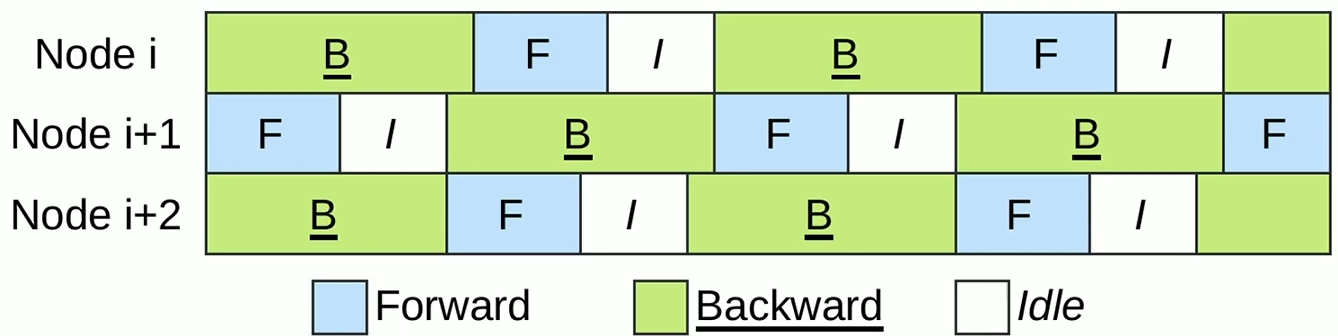 Node i B F I B F I
Node i+1 F I B F I B F
Node i+2 B F I B F I
Forward Backward Idle